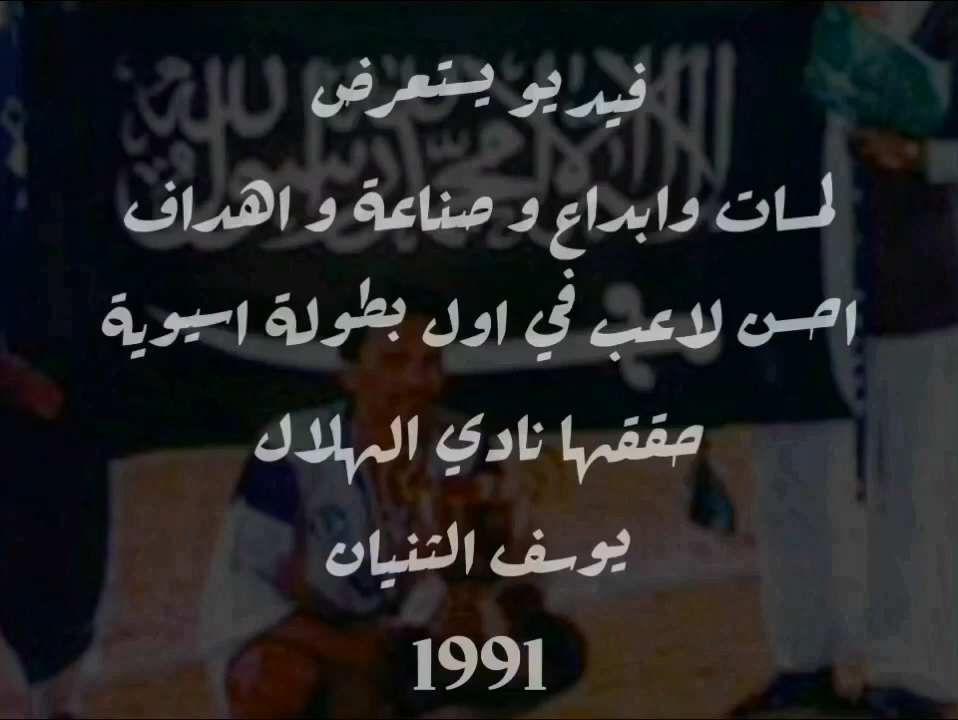 فيديو يستعرض
لمسات وابداع و صناعة و اهداف
احسن لاعب في اول بطولة اسيوية
حققها نادي الهلال
يوسف الثنيان
1991